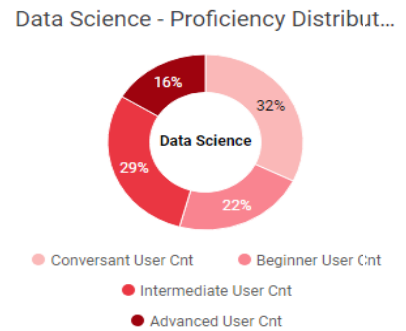 Data Science - Proficiency Distribut...
16%
32%
Data Science
29%
22%
Conversant User Cnt
Beginner User Cnt
Intermediate User Cnt
Advanced User Cnt